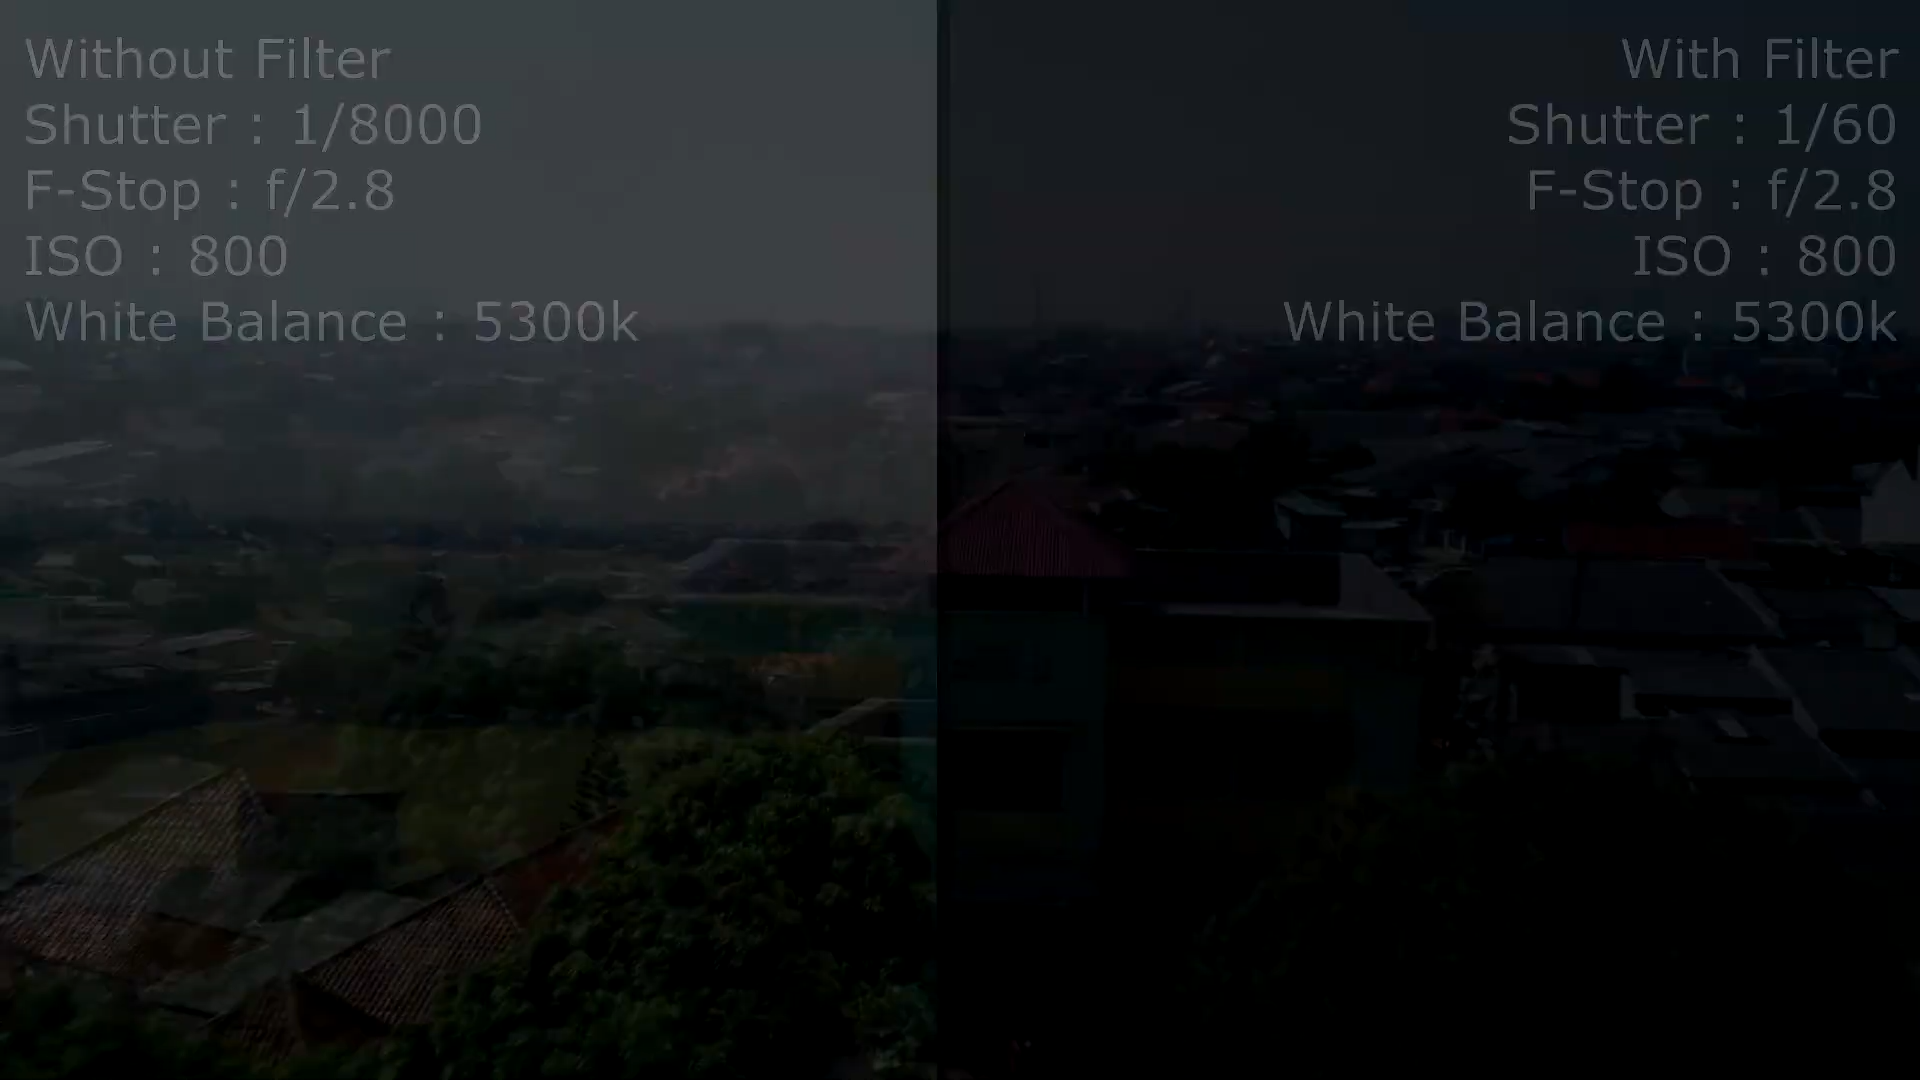 Without Filter
Shutter : 1/8000
F-Stop : f/2.8
ISO : 800
White Balance : 5300k
With Filter
Shutter : 1/60
F-Stop : f/2.8
ISO : 800
White Balance : 5300k